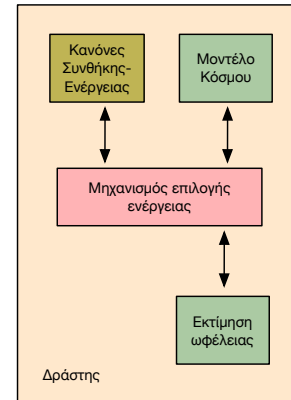 Κανόνες
Συνθήκης-
Ενέργειας
Μοντέλο
Κόσμου
Μηχανισμός επιλογής
ενέργειας
Εκτίμηση
ωφέλειας
Δράστης